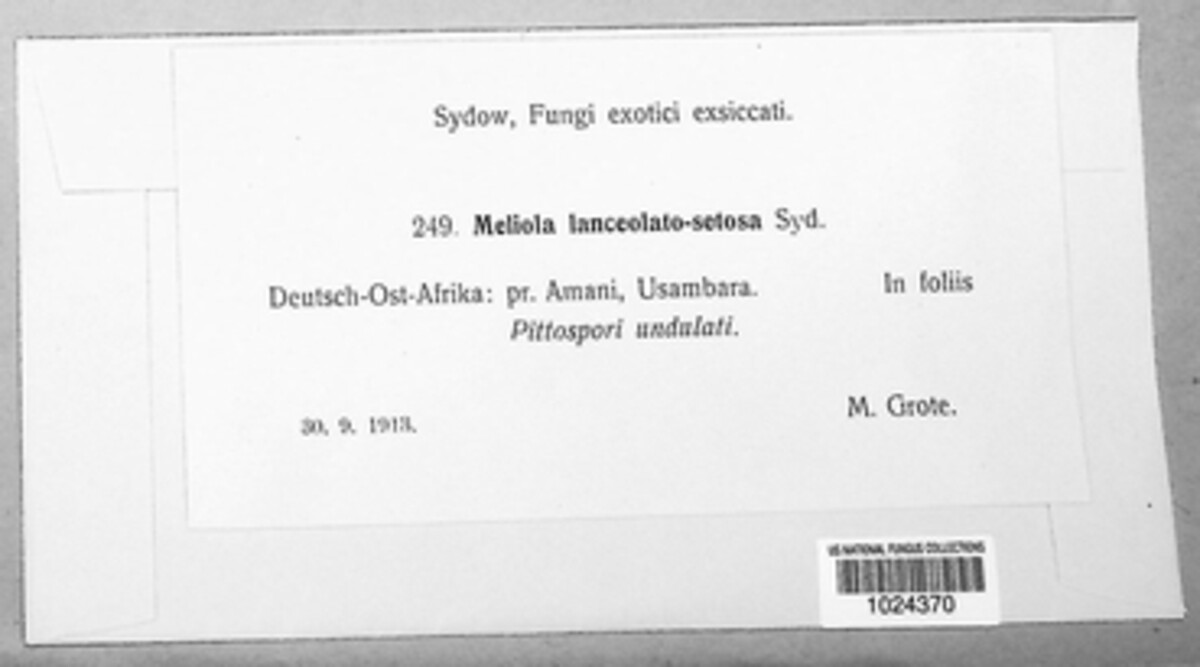 Sydow, Fungi exotici exsiccati.
249. Meliola lanceolato-setosa Syd.
Deutsch-Ost-Afrika: pr. Amani, Usambara. In foliis
Pittospori undulati.
30. 9. 1913.
M. Grote.
US NATIONAL FUNGUS COLLECTIONS
1024370